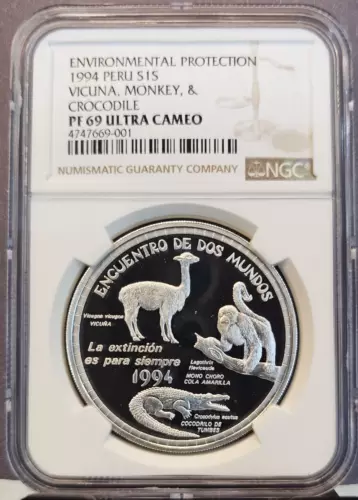 ENVIRONMENTAL PROTECTION
1994 PERU S1S
VICUNA, MONKEY, &
CROCODILE
PF 69 ULTRA CAMEO
4747669-001
NUMISMATIC GUARANTY COMPANY
NGC
ENCUENTRO DE DOS MUNDOS
Vicugna vicugna
VICUÑA
La extinción
es para siempre
1994
Lagothrix
flavicauda
MONO CHORO
COLA AMARILLA
Crocodylus acutus
COCODRILO DE
TUMBES